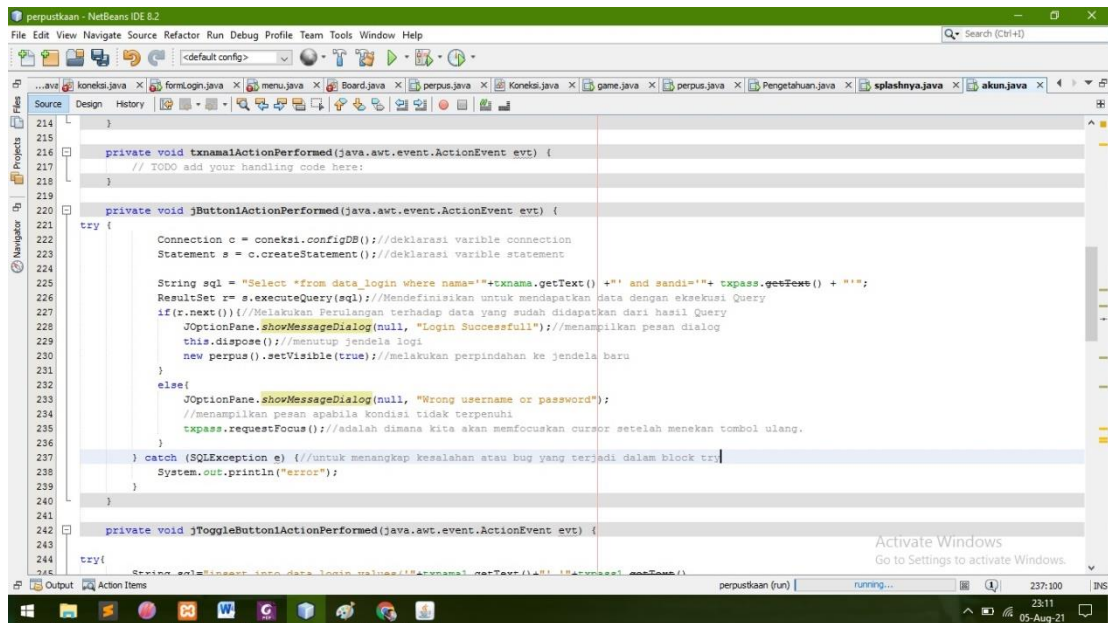 perpustkaan - NetBeans IDE 8.2
File Edit View Navigate Source Refactor Run Debug Profile Team Tools Window Help
Search (Ctrl+I)
<default config>
...ava koneksi.java formLogin.java menu.java Board.java perpus.java Koneksi.java game.java perpus.java Pengetahuan.java splashnya.java akun.java
Source Design History
Files
Projects
Navigator
214 }
215
216 private void txnama1ActionPerformed(java.awt.event.ActionEvent evt) {
217 // TODO add your handling code here:
218 }
219
220 private void jButton1ActionPerformed(java.awt.event.ActionEvent evt) {
221 try {
222 Connection c = coneksi.configDB();//deklarasi varible connection
223 Statement s = c.createStatement();//deklarasi varible statement
224
225 String sql = "Select *from data_login where nama='"+txnama.getText() +"' and sandi='"+ txpass.getText() + "'";
226 ResultSet r= s.executeQuery(sql);//Mendefinisikan untuk mendapatkan data dengan eksekusi Query
227 if(r.next()){//Melakukan Perulangan terhadap data yang sudah didapatkan dari hasil Query
228 JOptionPane.showMessageDialog(null, "Login Successfull");//menampilkan pesan dialog
229 this.dispose();//menutup jendela logi
230 new perpus().setVisible(true);//melakukan perpindahan ke jendela baru
231 }
232 else{
233 JOptionPane.showMessageDialog(null, "Wrong username or password");
234 //menampilkan pesan apabila kondisi tidak terpenuhi
235 txpass.requestFocus();//adalah dimana kita akan memfocuskan cursor setelah menekan tombol ulang.
236 }
237 } catch (SQLException e) {//untuk menangkap kesalahan atau bug yang terjadi dalam block try
238 System.out.println("error");
239 }
240 }
241
242 private void jToggleButton1ActionPerformed(java.awt.event.ActionEvent evt) {
243
244 try{
Activate Windows
Go to Settings to activate Windows.
Output Action Items
perpustkaan (run) running... 237:100 INS
23:11
05-Aug-21